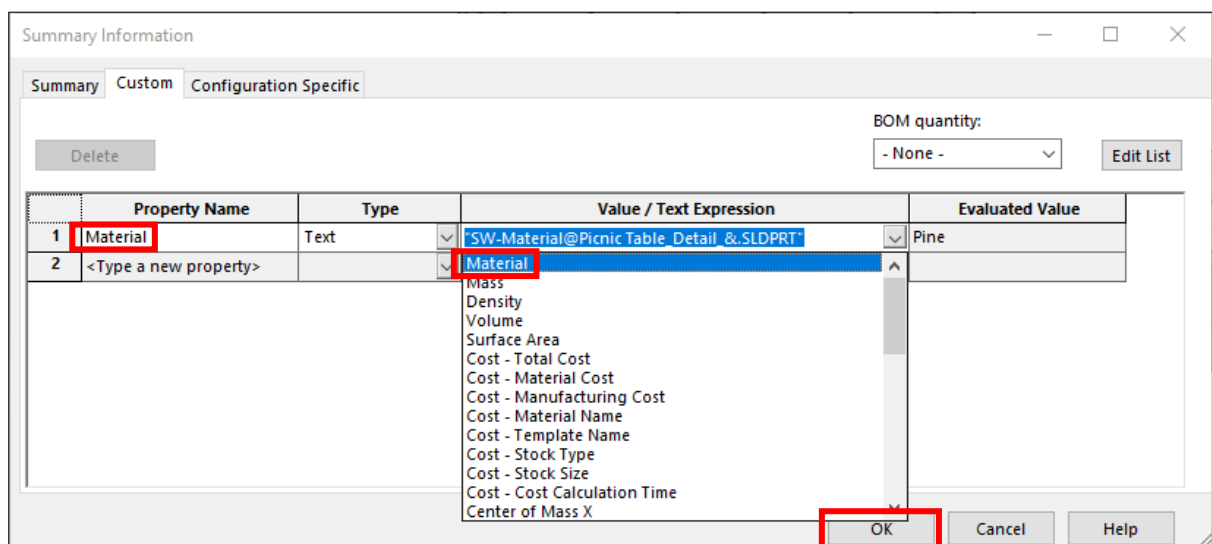 Summary Information
Summary Custom Configuration Specific
BOM quantity:
Delete - None - Edit List
Property Name Type Value / Text Expression Evaluated Value
1 Material Text "SW-Material@Picnic Table_Detail_&.SLDPRT" Pine
2 <Type a new property> Material
Mass
Density
Volume
Surface Area
Cost - Total Cost
Cost - Material Cost
Cost - Manufacturing Cost
Cost - Material Name
Cost - Template Name
Cost - Stock Type
Cost - Stock Size
Cost - Cost Calculation Time
Center of Mass X
OK Cancel Help